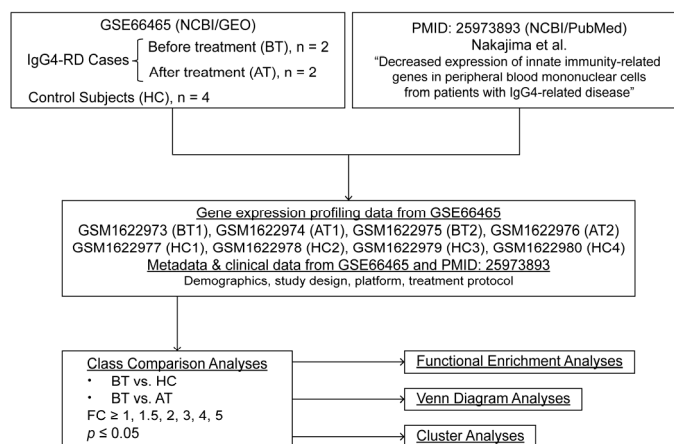 GSE66465 (NCBI/GEO)
IgG4-RD Cases
Before treatment (BT), n = 2
After treatment (AT), n = 2
Control Subjects (HC), n = 4
PMID: 25973893 (NCBI/PubMed)
Nakajima et al.
“Decreased expression of innate immunity-related
genes in peripheral blood mononuclear cells
from patients with IgG4-related disease”
Gene expression profiling data from GSE66465
GSM1622973 (BT1), GSM1622974 (AT1), GSM1622975 (BT2), GSM1622976 (AT2)
GSM1622977 (HC1), GSM1622978 (HC2), GSM1622979 (HC3), GSM1622980 (HC4)
Metadata & clinical data from GSE66465 and PMID: 25973893
Demographics, study design, platform, treatment protocol
Class Comparison Analyses
• BT vs. HC
• BT vs. AT
FC ≥ 1, 1.5, 2, 3, 4, 5
p ≤ 0.05
Functional Enrichment Analyses
Venn Diagram Analyses
Cluster Analyses